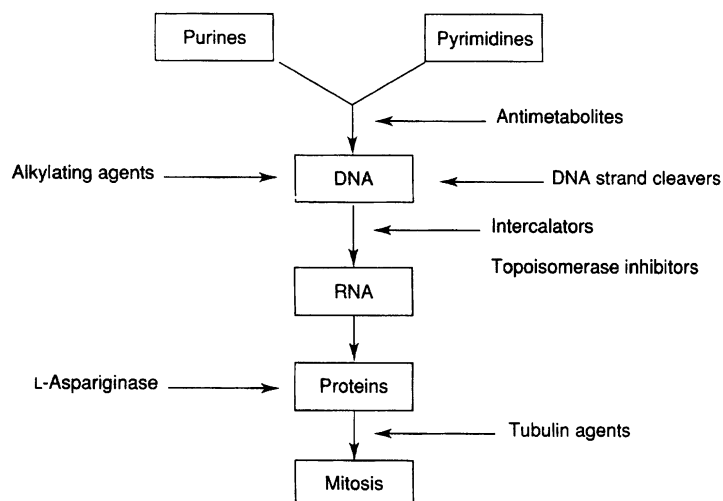 Purines
Pyrimidines
Antimetabolites
Alkylating agents
DNA
DNA strand cleavers
Intercalators
Topoisomerase inhibitors
RNA
L-Aspariginase
Proteins
Tubulin agents
Mitosis